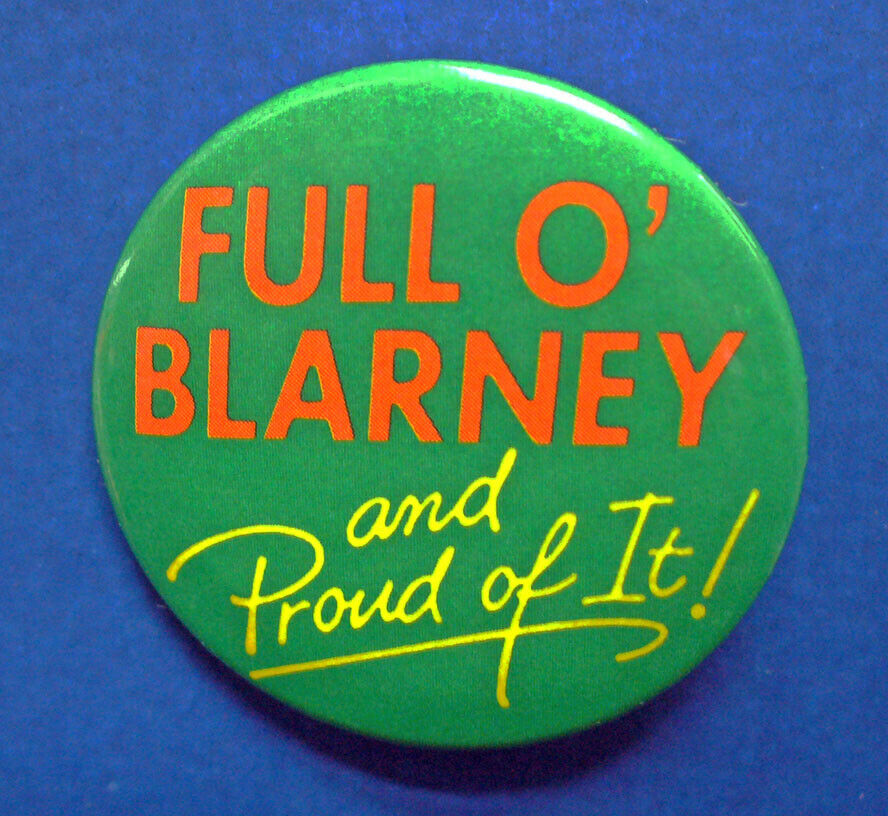 FULL O'
BLARNEY
and
Proud of It!